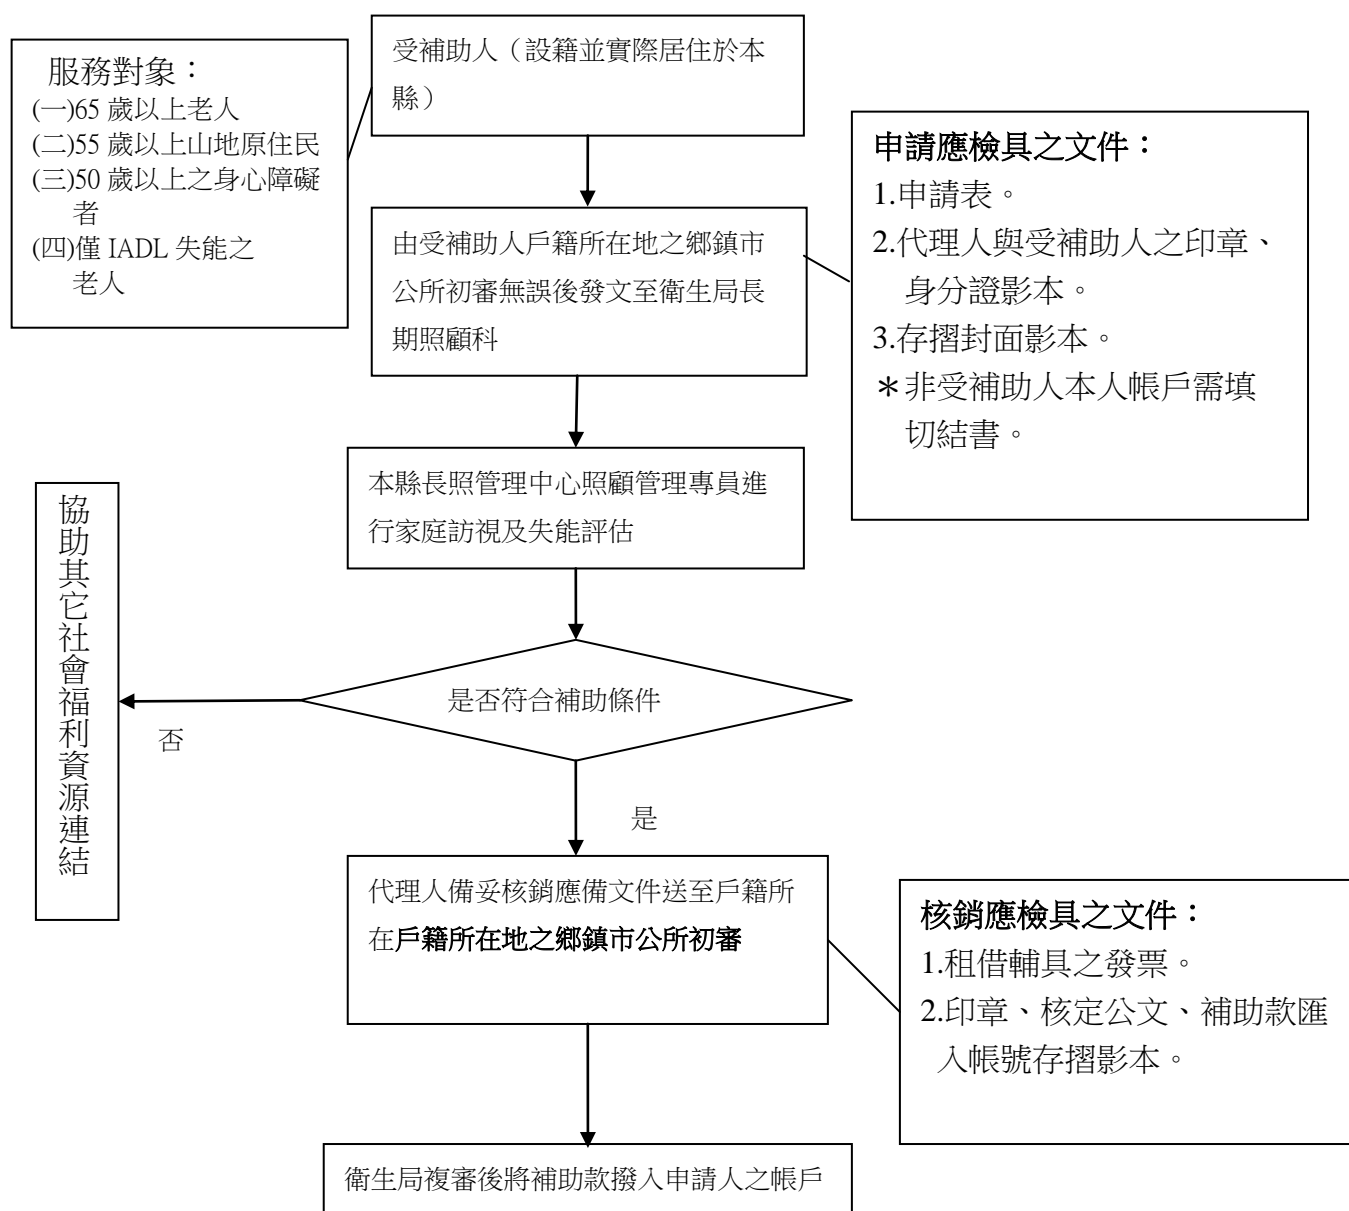 受補助人（設籍並實際居住於本
縣）
服務對象：
(一)65 歲以上老人
(二)55 歲以上山地原住民
(三)50 歲以上之身心障礙
者
(四)僅 IADL 失能之
老人
由受補助人戶籍所在地之鄉鎮市
公所初審無誤後發文至衛生局長
期照顧科
申請應檢具之文件：
1.申請表。
2.代理人與受補助人之印章、
身分證影本。
3.存摺封面影本。
＊非受補助人本人帳戶需填
切結書。
本縣長照管理中心照顧管理專員進
行家庭訪視及失能評估
是否符合補助條件
否
協助其它社會福利資源連結
是
代理人備妥核銷應備文件送至戶籍所
在戶籍所在地之鄉鎮市公所初審
核銷應檢具之文件：
1.租借輔具之發票。
2.印章、核定公文、補助款匯
入帳號存摺影本。
衛生局複審後將補助款撥入申請人之帳戶